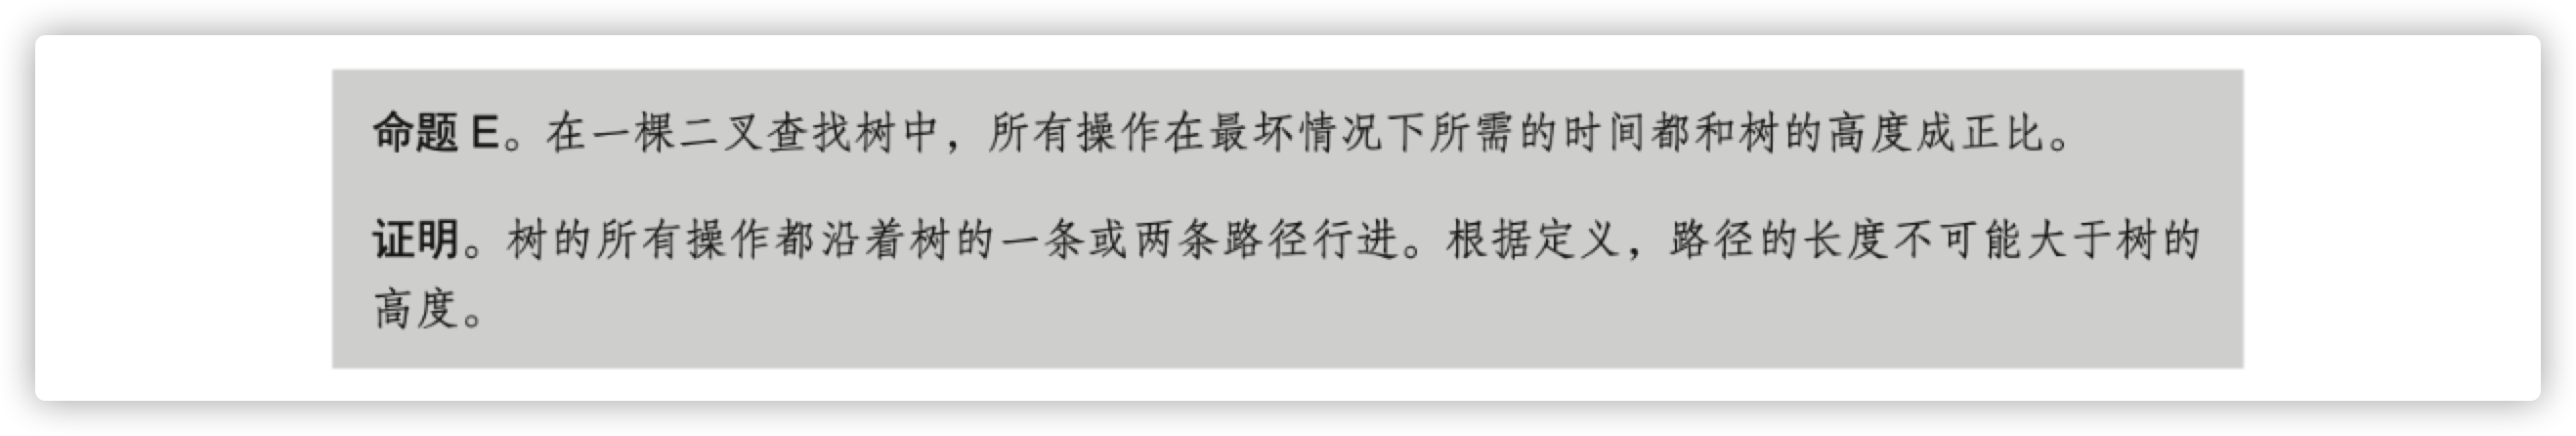 命题 E。在一棵二叉查找树中，所有操作在最坏情况下所需的时间都和树的高度成正比。
证明。树的所有操作都沿着树的一条或两条路径行进。根据定义，路径的长度不可能大于树的
高度。